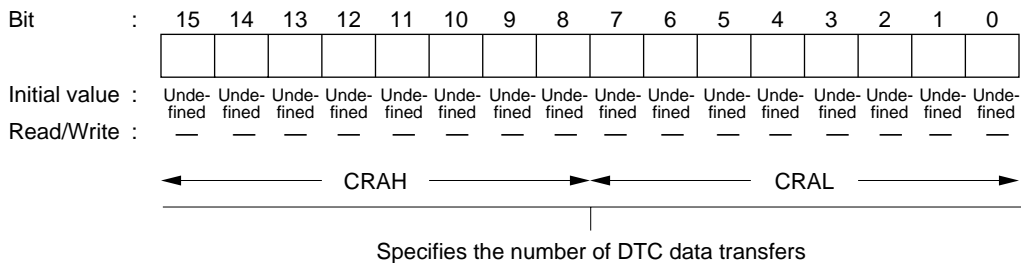 Bit : 15 14 13 12 11 10 9 8 7 6 5 4 3 2 1 0
Initial value : Unde- Unde- Unde- Unde- Unde- Unde- Unde- Unde- Unde- Unde- Unde- Unde- Unde- Unde- Unde- Unde-
fined fined fined fined fined fined fined fined fined fined fined fined fined fined fined fined
Read/Write : — — — — — — — — — — — — — — — —
CRAH CRAL
Specifies the number of DTC data transfers